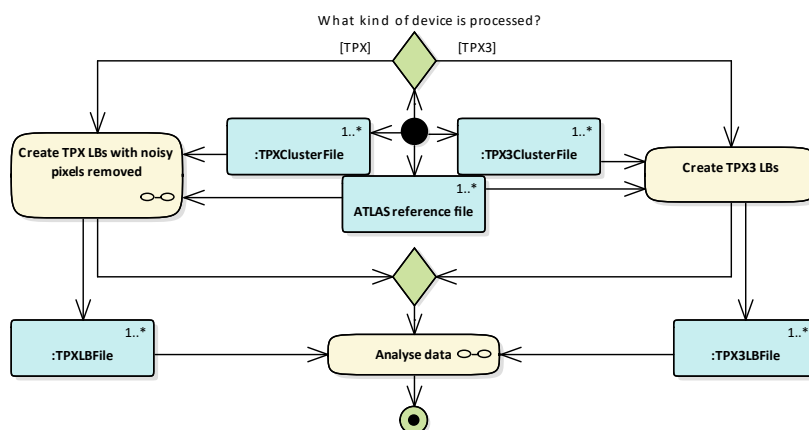 What kind of device is processed?
[TPX]
[TPX3]
1..*
:TPXClusterFile
1..*
:TPX3ClusterFile
Create TPX LBs with noisy
pixels removed
Create TPX3 LBs
1..*
ATLAS reference file
1..*
:TPXLBFile
Analyse data
1..*
:TPX3LBFile